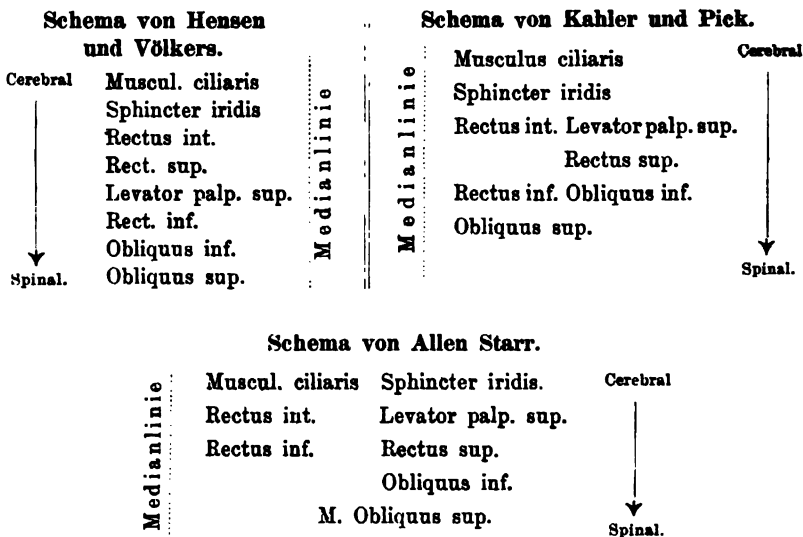 Schema von Hensen
und Völkers.
Cerebral
Muscul. ciliaris
Sphincter iridis
Rectus int.
Rect. sup.
Levator palp. sup.
Rect. inf.
Obliquus inf.
Obliquus sup.
Spinal.
Medianlinie
Schema von Kahler und Pick.
Medianlinie
Musculus ciliaris
Cerebral
Sphincter iridis
Rectus int. Levator palp. sup.
Rectus sup.
Rectus inf. Obliquus inf.
Obliquus sup.
Spinal.
Schema von Allen Starr.
Medianlinie
Muscul. ciliaris Sphincter iridis. Cerebral
Rectus int. Levator palp. sup.
Rectus inf. Rectus sup.
Obliquus inf.
M. Obliquus sup.
Spinal.